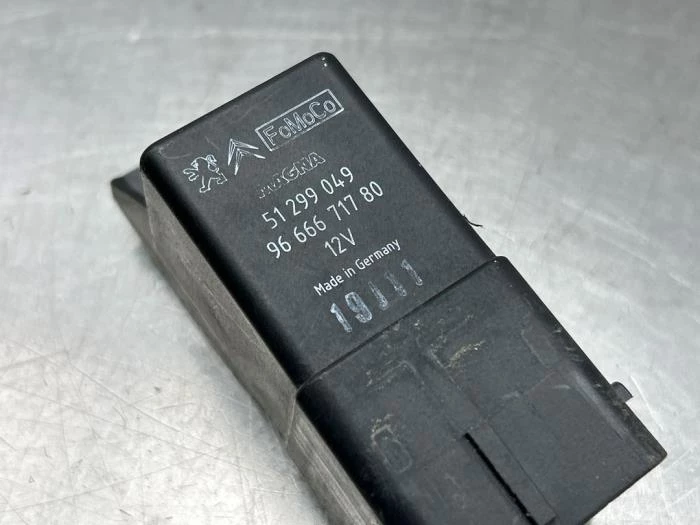 FoMoCo
MAGNA
51 299 049
96 666 717 80
12V
Made in Germany
19111